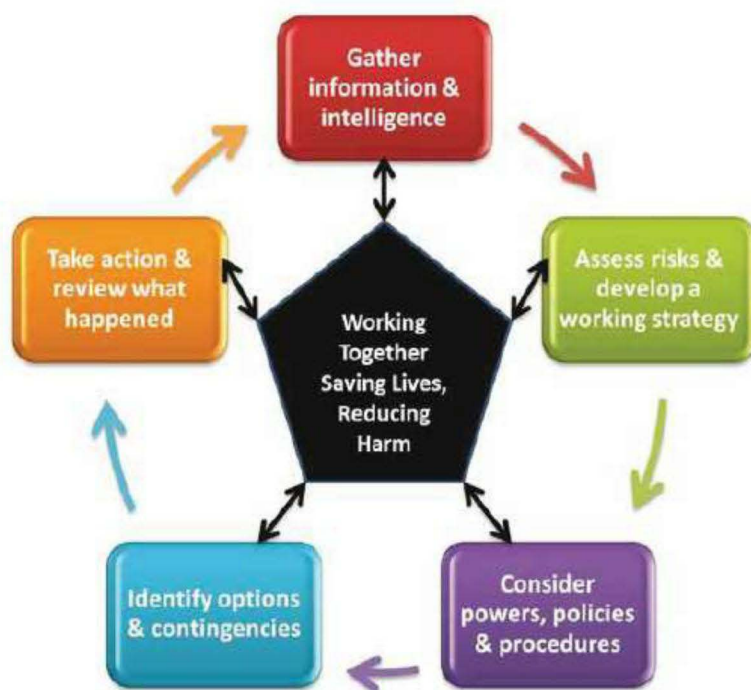 Gather
information &
intelligence
Take action &
review what
happened
Assess risks &
develop a
working strategy
Working
Together
Saving Lives,
Reducing
Harm
Identify options
& contingencies
Consider
powers, policies
& procedures